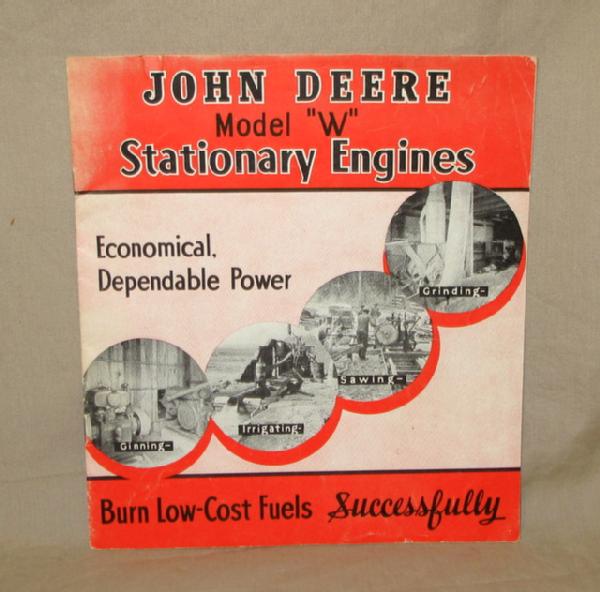 JOHN DEERE
Model "W"
Stationary Engines
Economical,
Dependable Power
Grinding-
Sawing-
Irrigating-
Ginning-
Burn Low-Cost Fuels Successfully